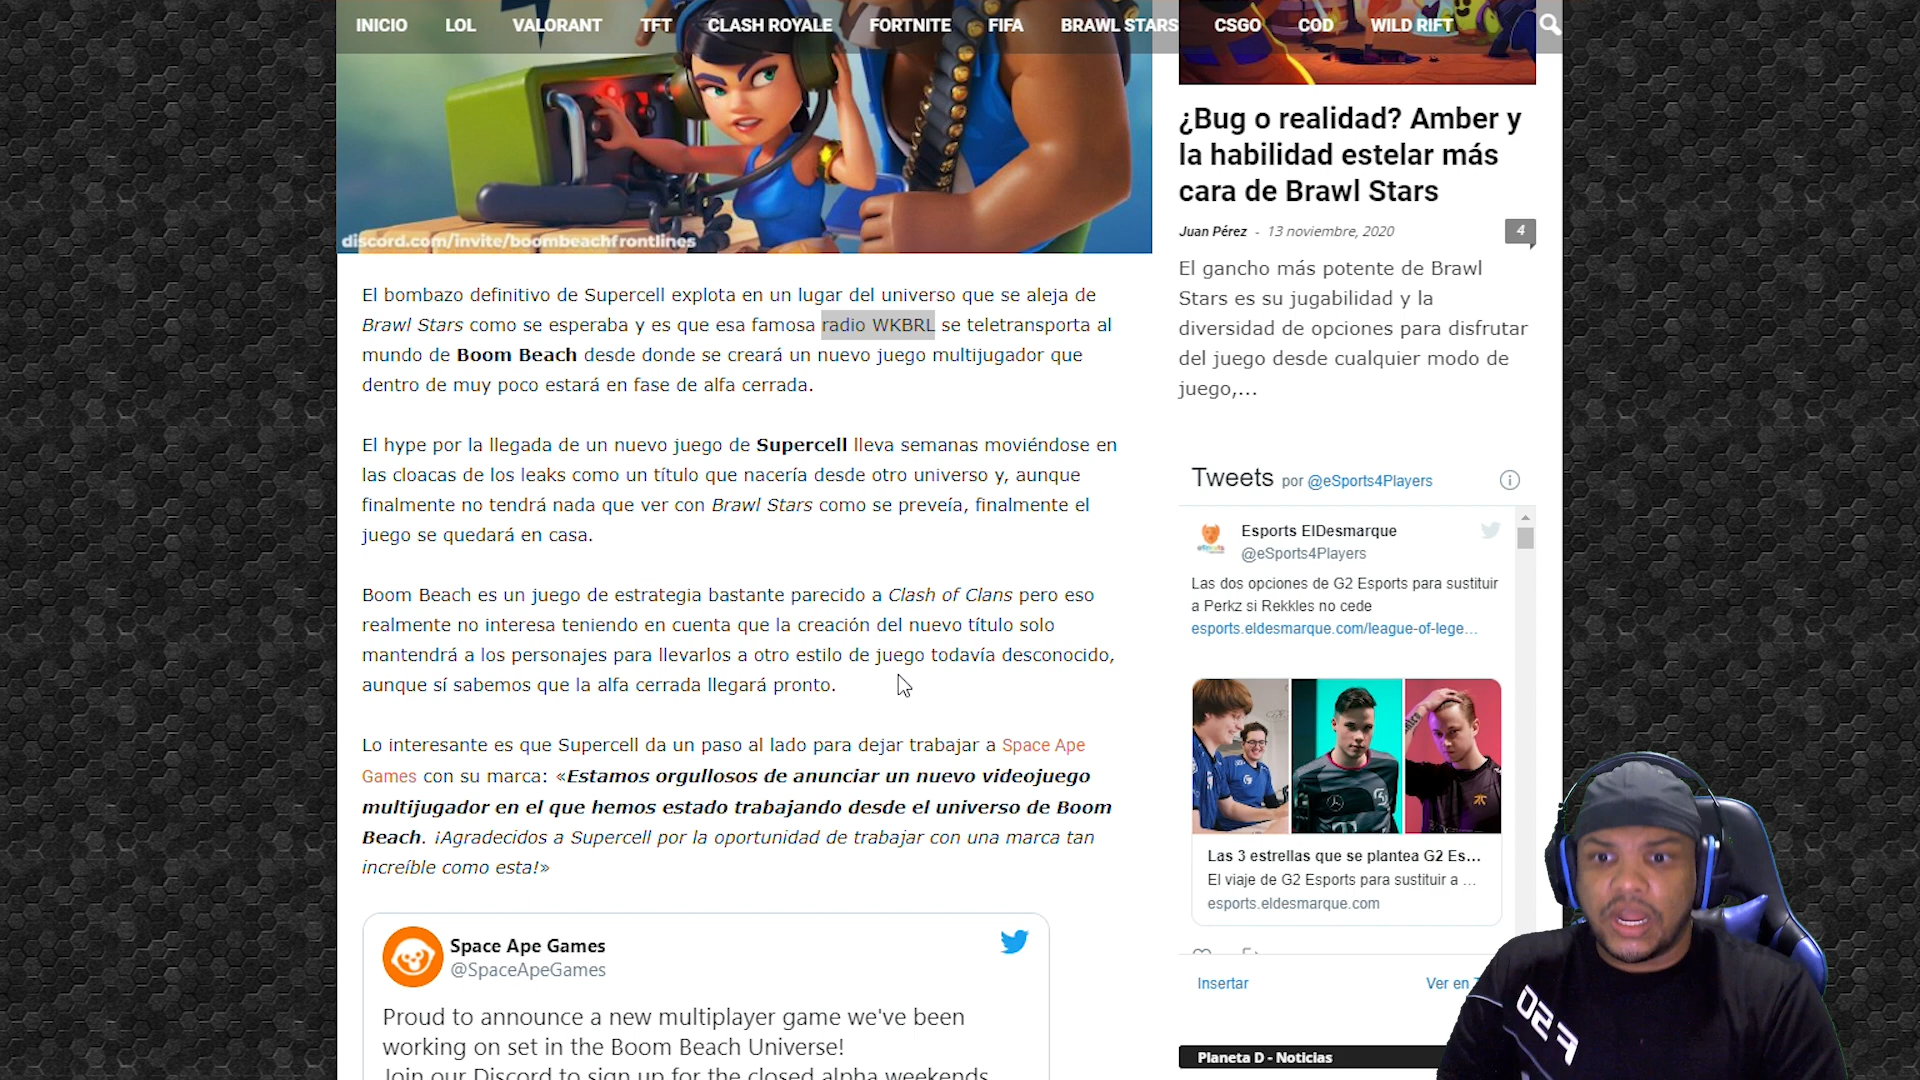 INICIO LOL VALORANT TFT CLASH ROYALE FORTNITE FIFA BRAWL STARS CSGO COD WILD RIFT
discord.com/invite/boombeachfrontlines
El bombazo definitivo de Supercell explota en un lugar del universo que se aleja de
Brawl Stars como se esperaba y es que esa famosa radio WKBRL se teletransporta al
mundo de Boom Beach desde donde se creará un nuevo juego multijugador que
dentro de muy poco estará en fase de alfa cerrada.
El hype por la llegada de un nuevo juego de Supercell lleva semanas moviéndose en
las cloacas de los leaks como un título que nacería desde otro universo y, aunque
finalmente no tendrá nada que ver con Brawl Stars como se preveía, finalmente el
juego se quedará en casa.
Boom Beach es un juego de estrategia bastante parecido a Clash of Clans pero eso
realmente no interesa teniendo en cuenta que la creación del nuevo título solo
mantendrá a los personajes para llevarlos a otro estilo de juego todavía desconocido,
aunque sí sabemos que la alfa cerrada llegará pronto.
Lo interesante es que Supercell da un paso al lado para dejar trabajar a Space Ape
Games con su marca: «Estamos orgullosos de anunciar un nuevo videojuego
multijugador en el que hemos estado trabajando desde el universo de Boom
Beach. ¡Agradecidos a Supercell por la oportunidad de trabajar con una marca tan
increíble como esta!»
Space Ape Games
@SpaceApeGames
Proud to announce a new multiplayer game we've been
working on set in the Boom Beach Universe!
Join our Discord to sign up for the closed alpha weekends
¿Bug o realidad? Amber y
la habilidad estelar más
cara de Brawl Stars
Juan Pérez - 13 noviembre, 2020
4
El gancho más potente de Brawl
Stars es su jugabilidad y la
diversidad de opciones para disfrutar
del juego desde cualquier modo de
juego,...
Tweets por @eSports4Players
Esports ElDesmarque
@eSports4Players
Las dos opciones de G2 Esports para sustituir
a Perkz si Rekkles no cede
esports.eldesmarque.com/league-of-lege...
Las 3 estrellas que se plantea G2 Es...
El viaje de G2 Esports para sustituir a ...
esports.eldesmarque.com
Insertar
Ver en
Planeta D - Noticias